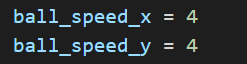 ball_speed_x = 4
ball_speed_y = 4